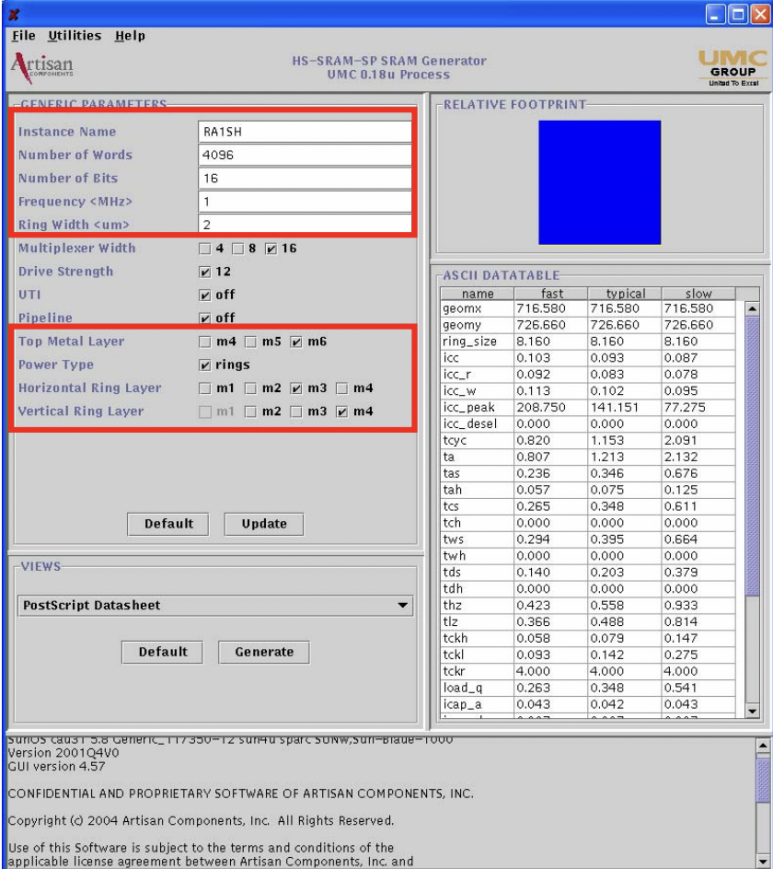 File Utilities Help
Artisan
COMPONENTS
HS-SRAM-SP SRAM Generator
UMC 0.18u Process
UMC
GROUP
United To Excel
GENERIC PARAMETERS
Instance Name RA1SH
Number of Words 4096
Number of Bits 16
Frequency <MHz> 1
Ring Width <um> 2
Multiplexer Width 4 8 16
Drive Strength 12
UTI off
Pipeline off
Top Metal Layer m4 m5 m6
Power Type rings
Horizontal Ring Layer m1 m2 m3 m4
Vertical Ring Layer m1 m2 m3 m4
Default Update
VIEWS
PostScript Datasheet
Default Generate
RELATIVE FOOTPRINT
ASCII DATATABLE
name fast typical slow
geomx 716.580 716.580 716.580
geomy 726.660 726.660 726.660
ring_size 8.160 8.160 8.160
icc 0.103 0.093 0.087
icc_r 0.092 0.083 0.078
icc_w 0.113 0.102 0.095
icc_peak 208.750 141.151 77.275
icc_desel 0.000 0.000 0.000
tcyc 0.820 1.153 2.091
ta 0.807 1.213 2.132
tas 0.236 0.346 0.676
tah 0.057 0.075 0.125
tcs 0.265 0.348 0.611
tch 0.000 0.000 0.000
tws 0.294 0.395 0.664
twh 0.000 0.000 0.000
tds 0.140 0.203 0.379
tdh 0.000 0.000 0.000
thz 0.423 0.558 0.933
tlz 0.366 0.488 0.814
tckh 0.058 0.079 0.147
tckl 0.093 0.142 0.275
tckr 4.000 4.000 4.000
load_q 0.263 0.348 0.541
icap_a 0.043 0.042 0.043
SunOS cau31 5.8 Generic_117350-12 sun4u sparc SUNW,Sun-Blade-1000
Version 2001Q4V0
GUI version 4.57
CONFIDENTIAL AND PROPRIETARY SOFTWARE OF ARTISAN COMPONENTS, INC.
Copyright (c) 2004 Artisan Components, Inc. All Rights Reserved.
Use of this Software is subject to the terms and conditions of the
applicable license agreement between Artisan Components, Inc. and